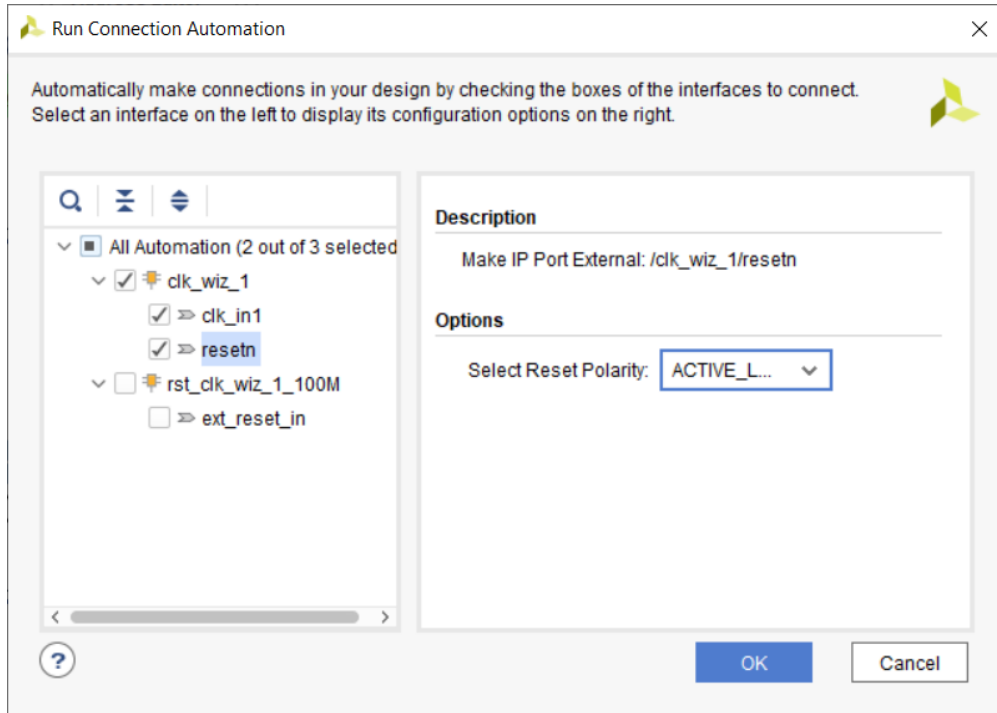 Run Connection Automation
Automatically make connections in your design by checking the boxes of the interfaces to connect.
Select an interface on the left to display its configuration options on the right.
All Automation (2 out of 3 selected
clk_wiz_1
clk_in1
resetn
rst_clk_wiz_1_100M
ext_reset_in
Description
Make IP Port External: /clk_wiz_1/resetn
Options
Select Reset Polarity: ACTIVE_L...
?
OK
Cancel